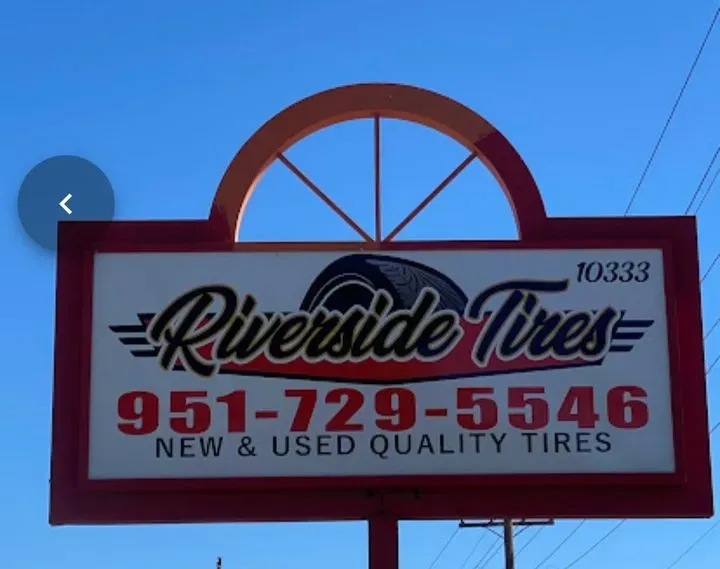 10333
Riverside Tires
951-729-5546
NEW & USED QUALITY TIRES